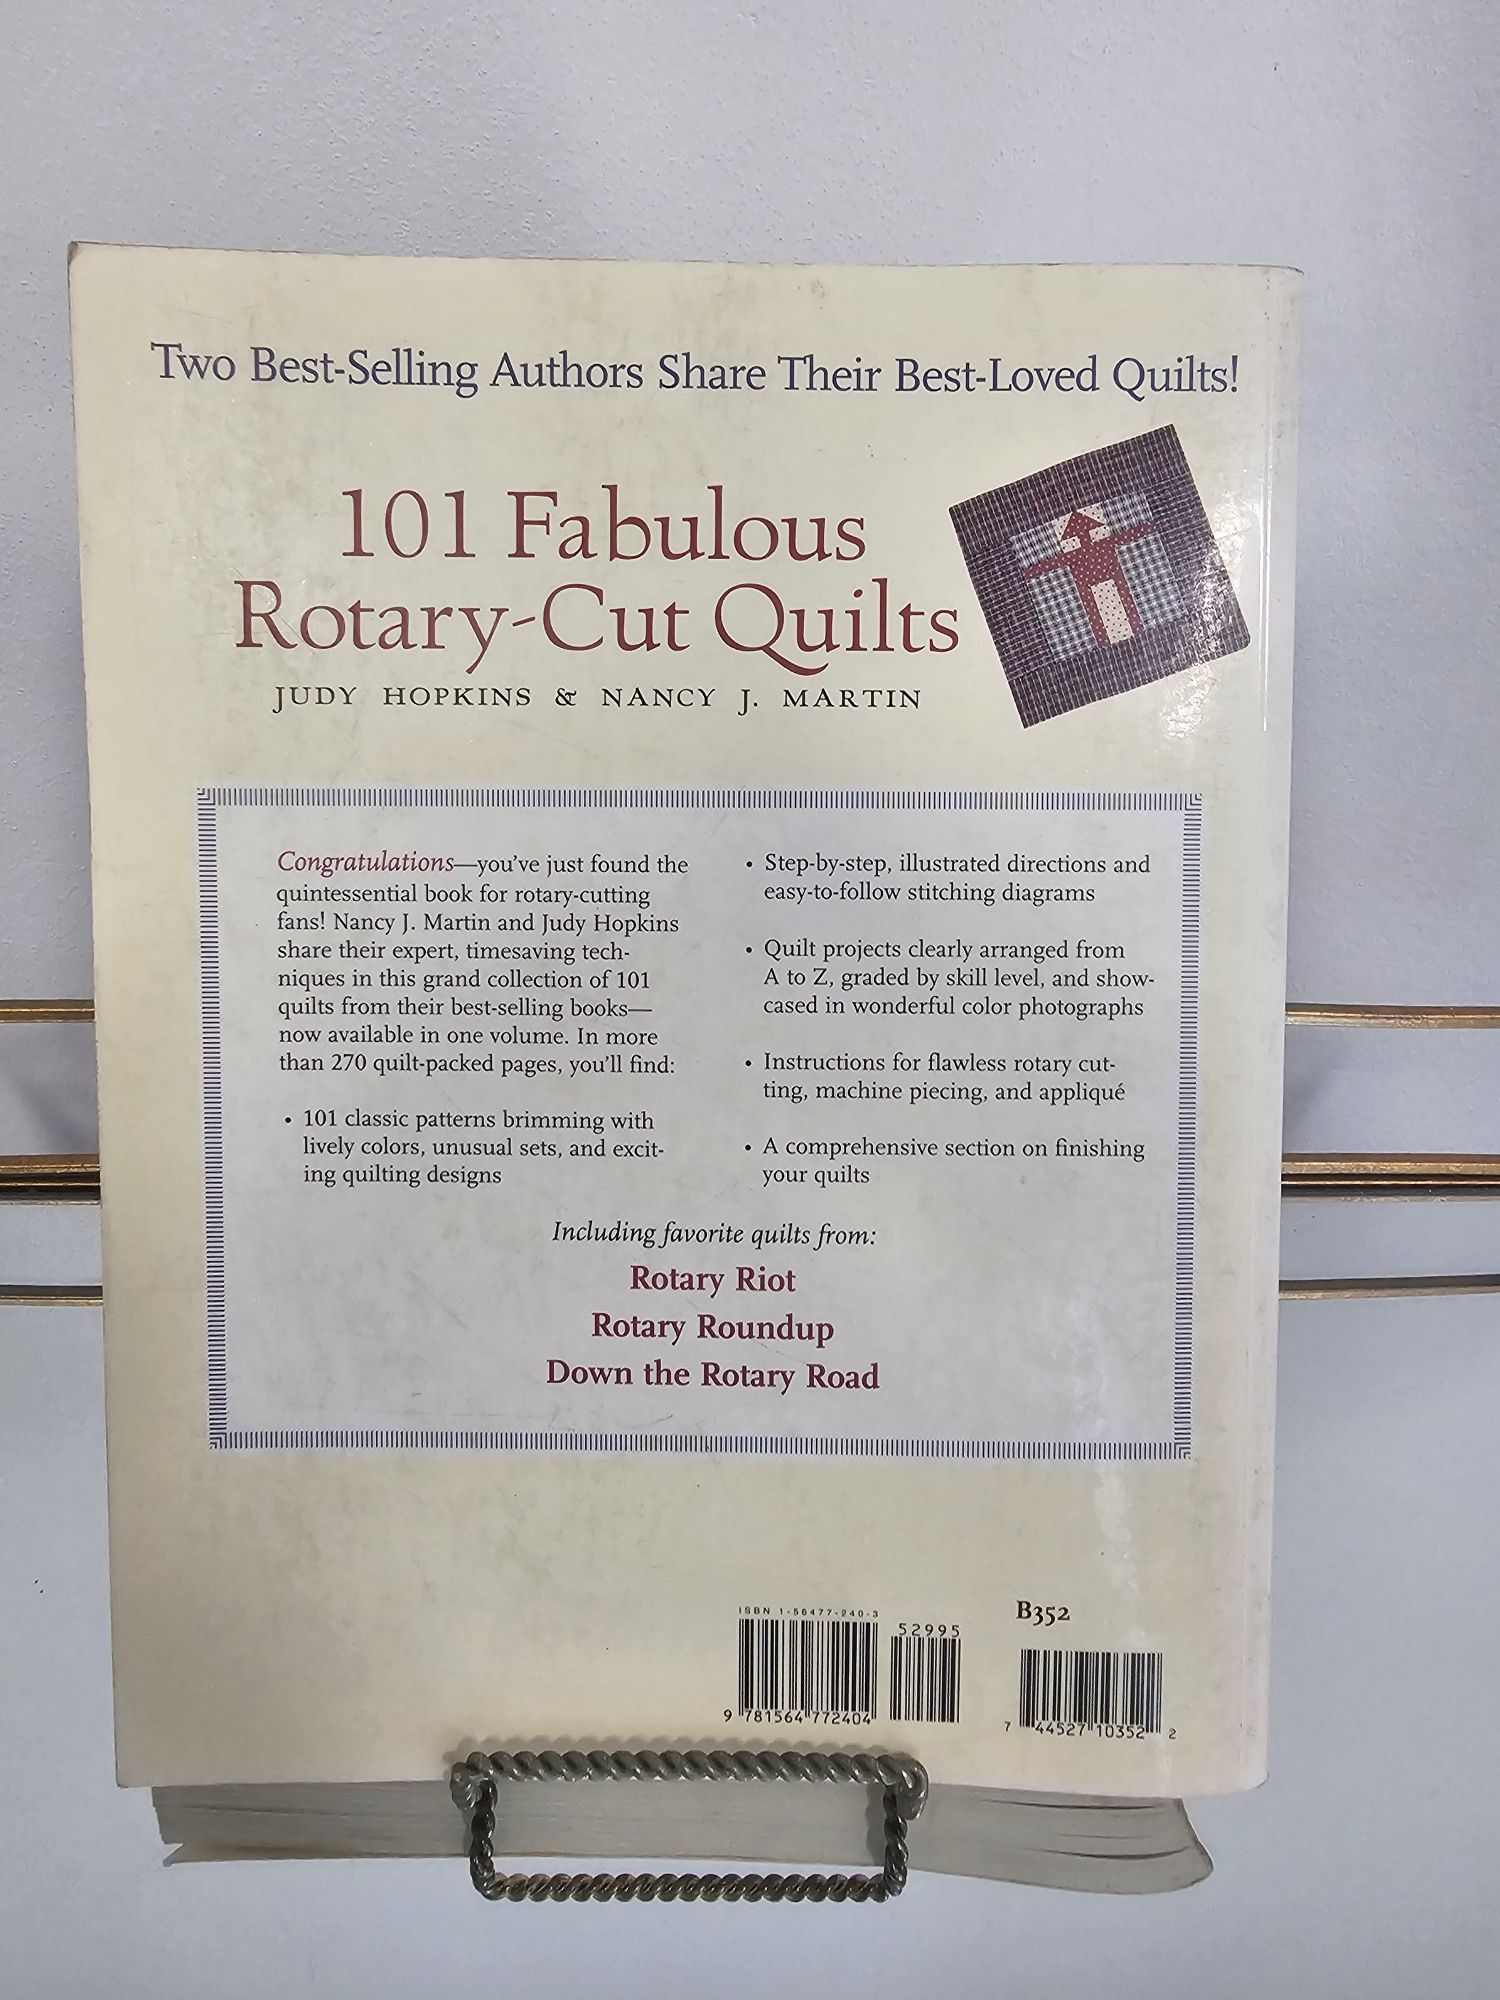 Two Best-Selling Authors Share Their Best-Loved Quilts!
101 Fabulous
Rotary-Cut Quilts
JUDY HOPKINS & NANCY J. MARTIN
Congratulations—you've just found the
quintessential book for rotary-cutting
fans! Nancy J. Martin and Judy Hopkins
share their expert, timesaving tech-
niques in this grand collection of 101
quilts from their best-selling books—
now available in one volume. In more
than 270 quilt-packed pages, you'll find:
• 101 classic patterns brimming with
lively colors, unusual sets, and excit-
ing quilting designs
• Step-by-step, illustrated directions and
easy-to-follow stitching diagrams
• Quilt projects clearly arranged from
A to Z, graded by skill level, and show-
cased in wonderful color photographs
• Instructions for flawless rotary cut-
ting, machine piecing, and appliqué
• A comprehensive section on finishing
your quilts
Including favorite quilts from:
Rotary Riot
Rotary Roundup
Down the Rotary Road
ISBN 1-56477-240-3
52995
9 781564 772404
B352
7 44527 10352 2